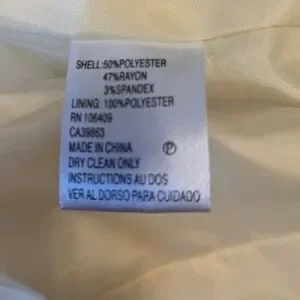 SHELL:50%POLYESTER
47%RAYON
3%SPANDEX
LINING: 100%POLYESTER
RN 106409
CA39863
MADE IN CHINA
P
DRY CLEAN ONLY
INSTRUCTIONS AU DOS
VER AL DORSO PARA CUIDADO